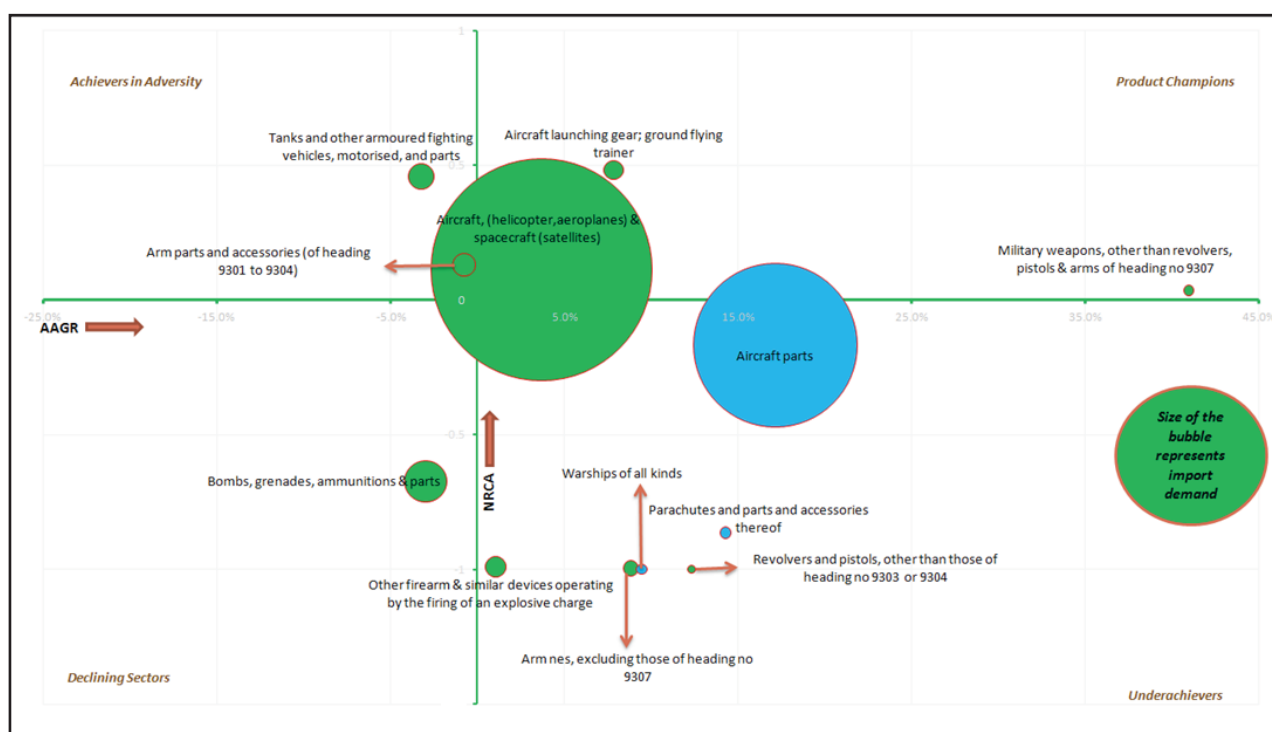 1
Achievers in Adversity
Product Champions
Tanks and other armoured fighting
vehicles, motorised, and parts
Aircraft launching gear; ground flying
trainer
0.5
Aircraft, (helicopter,aeroplanes) &
spacecraft (satellites)
Arm parts and accessories (of heading
9301 to 9304)
Military weapons, other than revolvers,
pistols & arms of heading no 9307
0
-25.0% -15.0% -5.0% 5.0% 15.0% 25.0% 35.0% 45.0%
AAGR
Aircraft parts
Size of the
bubble
represents
import
demand
-0.5
Bombs, grenades, ammunitions & parts
NRCA
Warships of all kinds
Parachutes and parts and accessories
thereof
-1
Revolvers and pistols, other than those of
heading no 9303 or 9304
Other firearm & similar devices operating
by the firing of an explosive charge
Arm nes, excluding those of heading no
9307
Declining Sectors
Underachievers